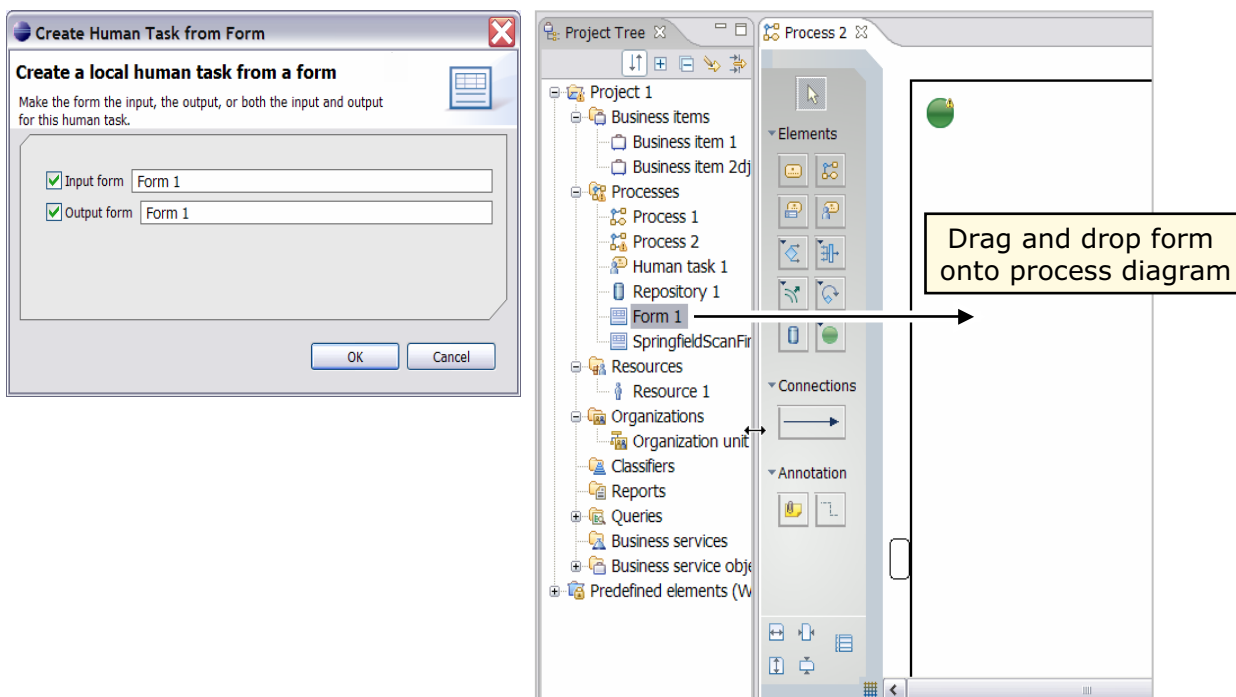 Create Human Task from Form
Create a local human task from a form
Make the form the input, the output, or both the input and output
for this human task.
Input form Form 1
Output form Form 1
OK Cancel
Project Tree
Project 1
Business items
Business item 1
Business item 2dj
Processes
Process 1
Process 2
Human task 1
Repository 1
Form 1
SpringfieldScanFir
Resources
Resource 1
Organizations
Organization unit
Classifiers
Reports
Queries
Business services
Business service obje
Predefined elements (W
Process 2
Elements
Connections
Annotation
Drag and drop form
onto process diagram